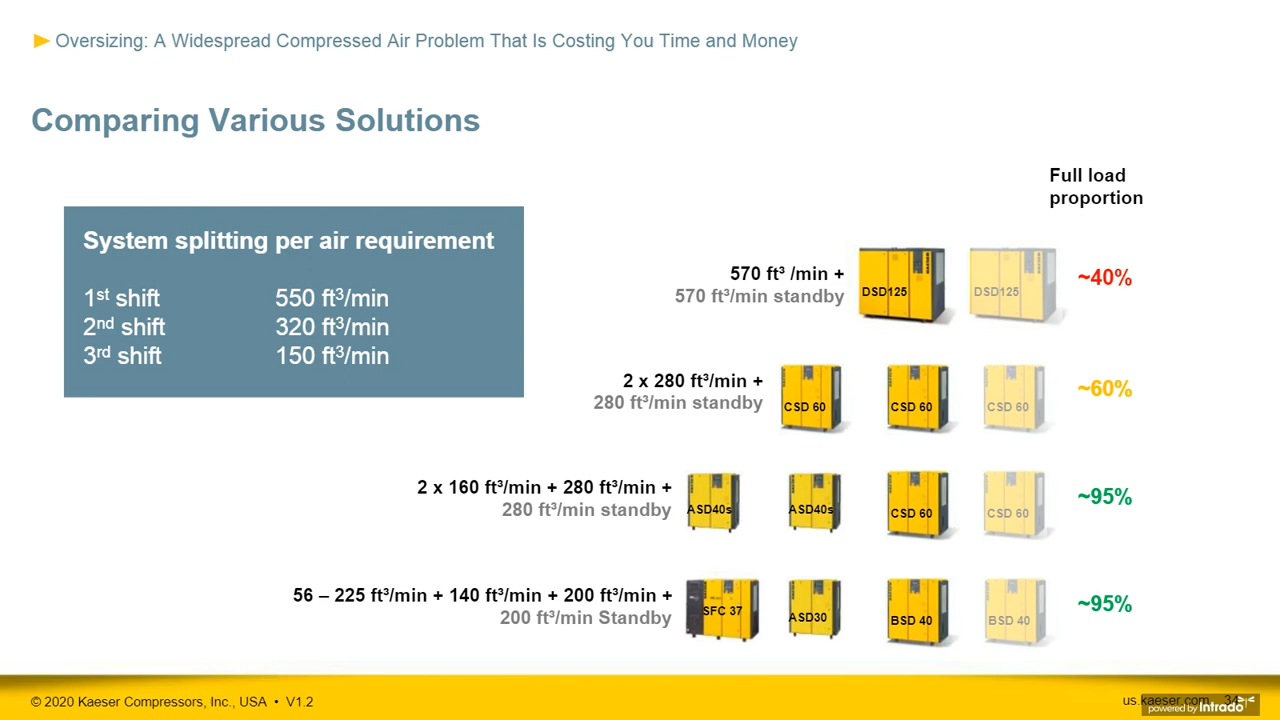 Oversizing: A Widespread Compressed Air Problem That Is Costing You Time and Money
Comparing Various Solutions
System splitting per air requirement
1st shift 550 ft³/min
2nd shift 320 ft³/min
3rd shift 150 ft³/min
Full load
proportion
570 ft³ /min +
570 ft³/min standby
DSD125
DSD125
~40%
2 x 280 ft³/min +
280 ft³/min standby
CSD 60
CSD 60
CSD 60
~60%
2 x 160 ft³/min + 280 ft³/min +
280 ft³/min standby
ASD40s
ASD40s
CSD 60
CSD 60
~95%
56 – 225 ft³/min + 140 ft³/min + 200 ft³/min +
200 ft³/min Standby
SFC 37
ASD30
BSD 40
BSD 40
~95%
© 2020 Kaeser Compressors, Inc., USA • V1.2
us.kaeser.com
powered by intrado